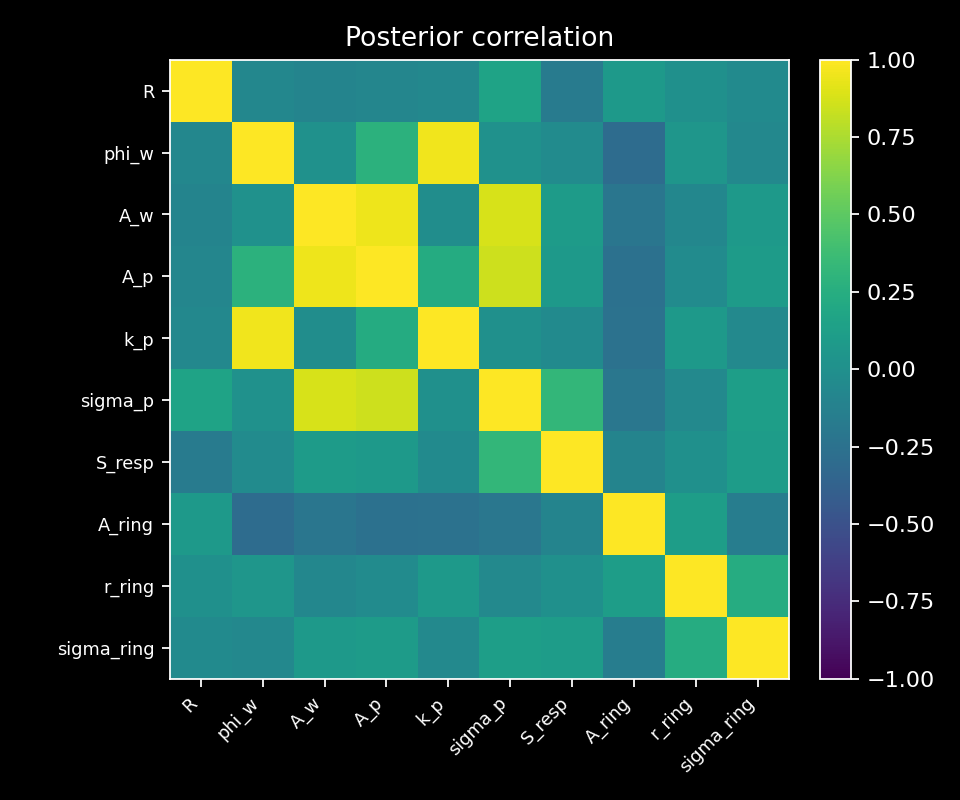 Posterior correlation
R
phi_w
A_w
A_p
k_p
sigma_p
S_resp
A_ring
r_ring
sigma_ring
R
phi_w
A_w
A_p
k_p
sigma_p
S_resp
A_ring
r_ring
sigma_ring
1.00
0.75
0.50
0.25
0.00
−0.25
−0.50
−0.75
−1.00